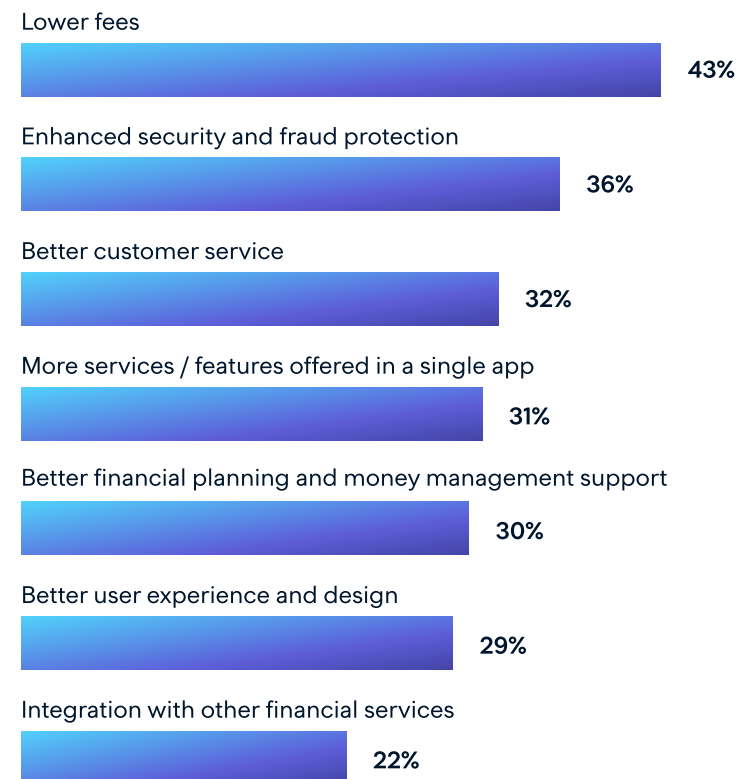 Lower fees
43%
Enhanced security and fraud protection
36%
Better customer service
32%
More services / features offered in a single app
31%
Better financial planning and money management support
30%
Better user experience and design
29%
Integration with other financial services
22%